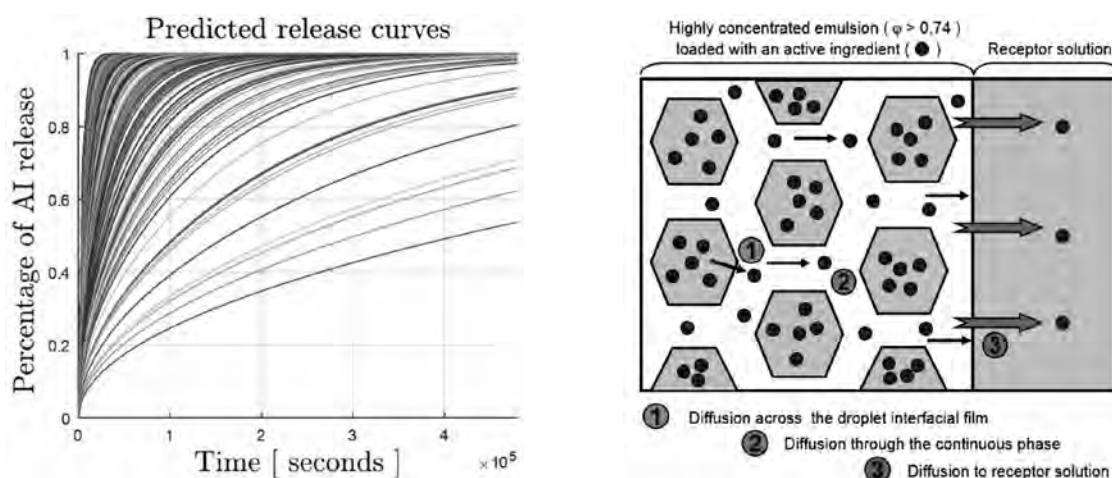 Predicted release curves
Percentage of AI release
1
0.8
0.6
0.4
0.2
0
0 1 2 3 4
Time [ seconds ]
×10⁵
Highly concentrated emulsion ( φ > 0,74 )
loaded with an active ingredient ( )
Receptor solution
1
2
3
1 Diffusion across the droplet interfacial film
2 Diffusion through the continuous phase
3 Diffusion to receptor solution